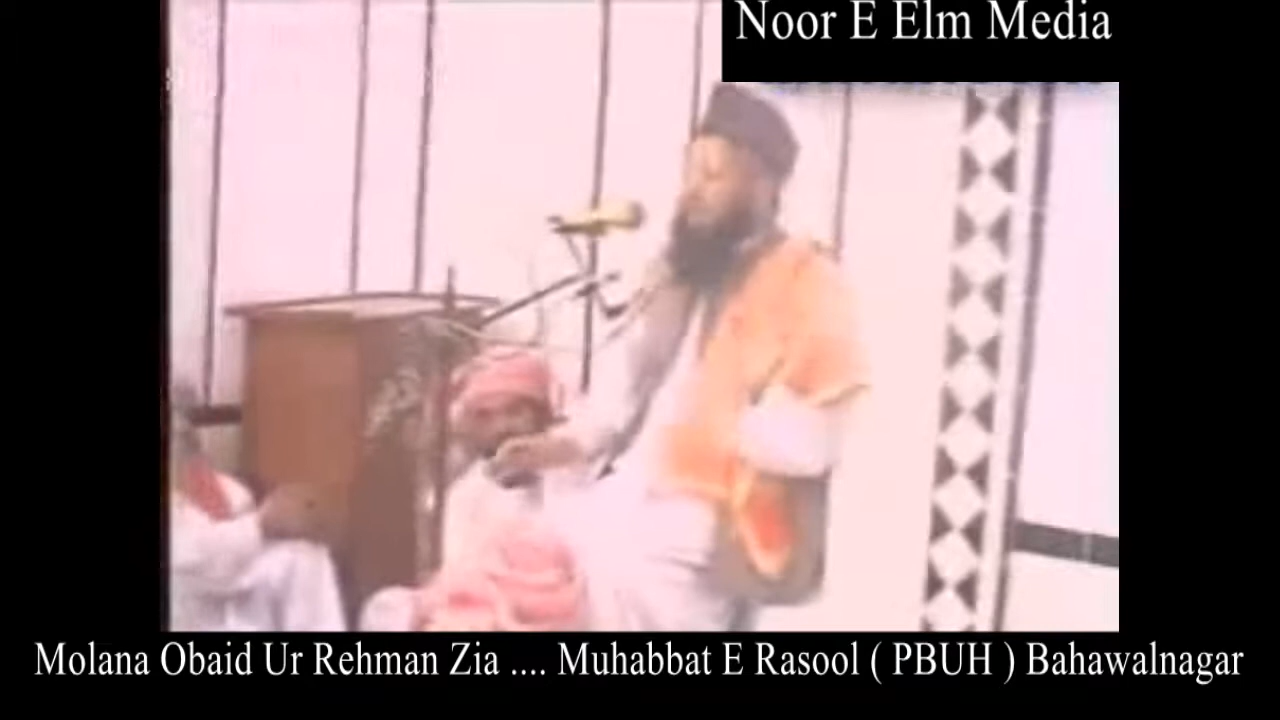 Noor E Elm Media
Molana Obaid Ur Rehman Zia .... Muhabbat E Rasool ( PBUH ) Bahawalnagar